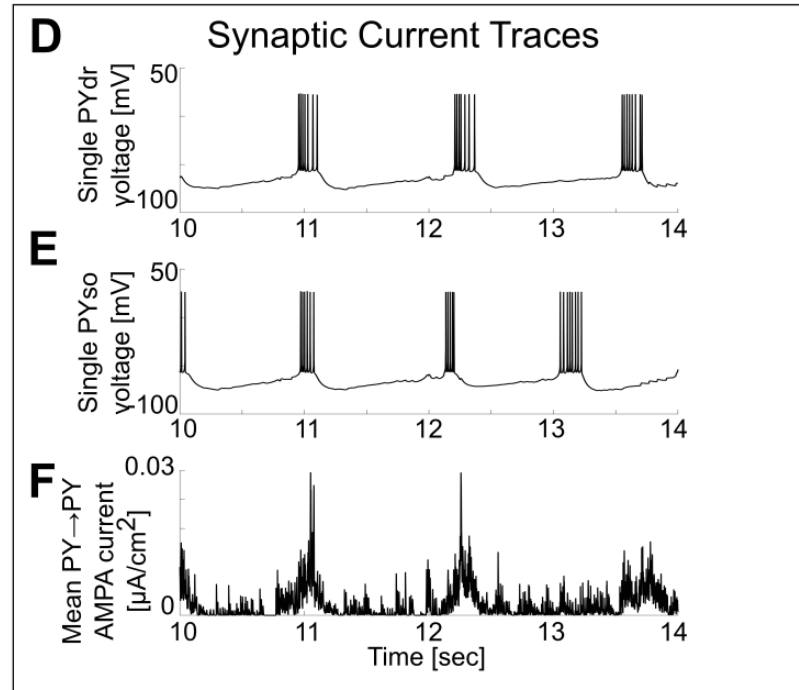 D
Synaptic Current Traces
Single PYdr
voltage [mV]
50
-100
10 11 12 13 14
E
Single PYso
voltage [mV]
50
-100
10 11 12 13 14
F
Mean PY→PY
AMPA current
[µA/cm²]
0.03
0
10 11 12 13 14
Time [sec]